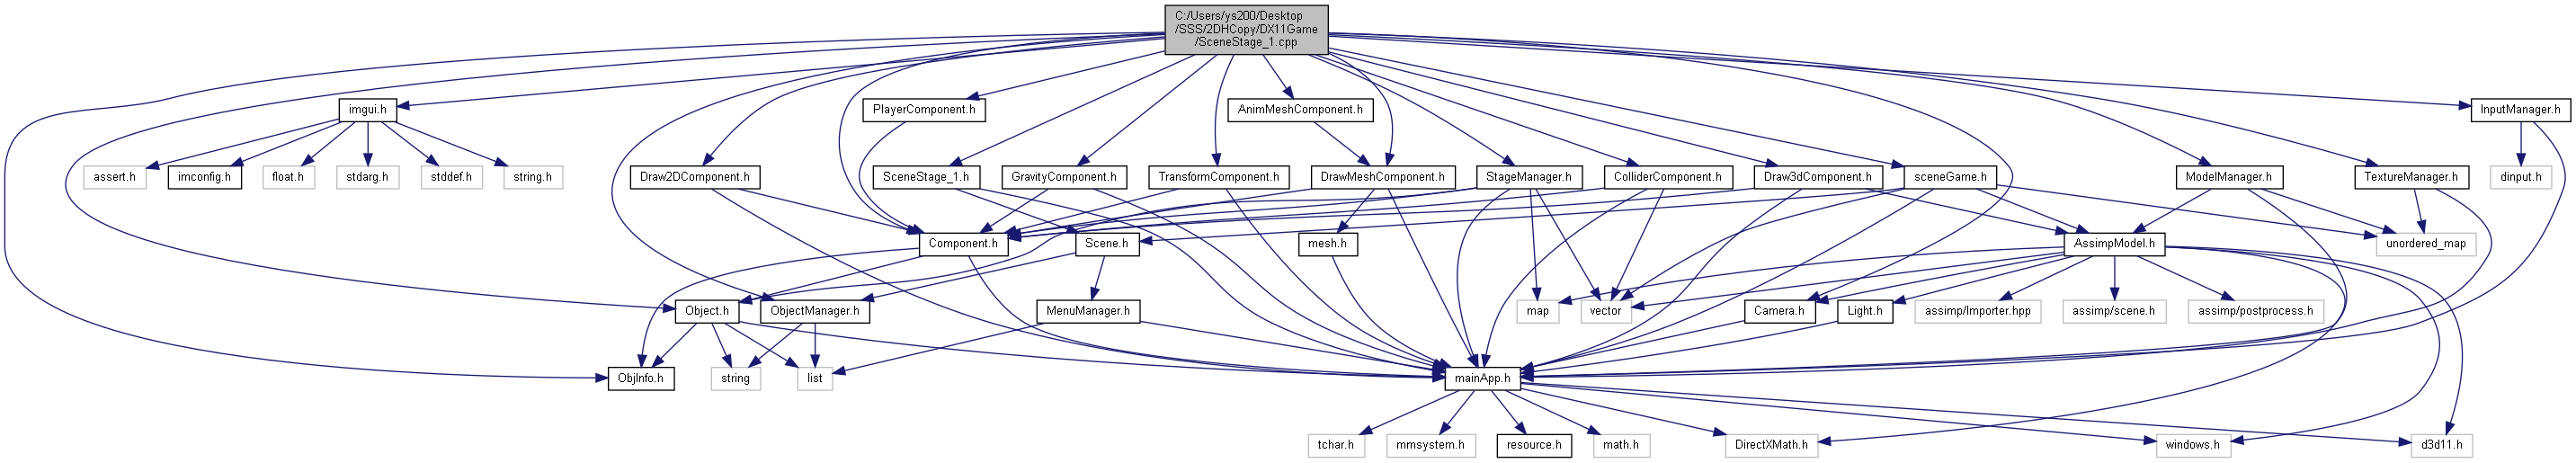 C:/Users/ys200/Desktop
/SSS/2DHCopy/DX11Game
/SceneStage_1.cpp
imgui.h
PlayerComponent.h
AnimMeshComponent.h
InputManager.h
assert.h
imconfig.h
float.h
stdarg.h
stddef.h
string.h
Draw2DComponent.h
SceneStage_1.h
GravityComponent.h
TransformComponent.h
DrawMeshComponent.h
StageManager.h
ColliderComponent.h
Draw3dComponent.h
sceneGame.h
ModelManager.h
TextureManager.h
dinput.h
Component.h
Scene.h
mesh.h
AssimpModel.h
unordered_map
Object.h
ObjectManager.h
MenuManager.h
map
vector
Camera.h
Light.h
assimp/Importer.hpp
assimp/scene.h
assimp/postprocess.h
ObjInfo.h
string
list
mainApp.h
tchar.h
mmsystem.h
resource.h
math.h
DirectXMath.h
windows.h
d3d11.h